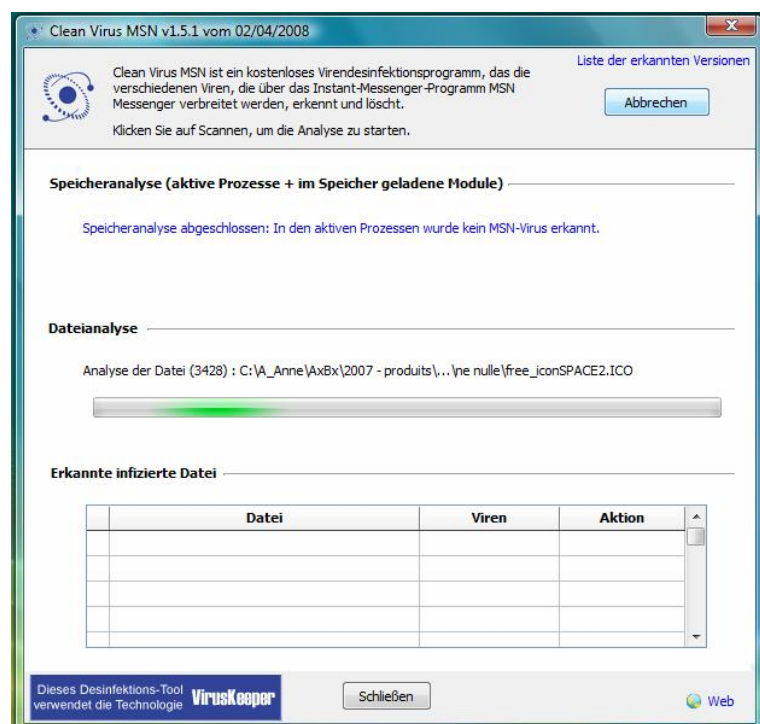 Clean Virus MSN v1.5.1 vom 02/04/2008
Clean Virus MSN ist ein kostenloses Virendesinfektionsprogramm, das die
verschiedenen Viren, die über das Instant-Messenger-Programm MSN
Messenger verbreitet werden, erkennt und löscht.
Klicken Sie auf Scannen, um die Analyse zu starten.
Liste der erkannten Versionen
Abbrechen
Speicheranalyse (aktive Prozesse + im Speicher geladene Module)
Speicheranalyse abgeschlossen: In den aktiven Prozessen wurde kein MSN-Virus erkannt.
Dateianalyse
Analyse der Datei (3428) : C:\A_Anne\AxBx\2007 - produits\...\ne nulle\free_iconSPACE2.ICO
Erkannte infizierte Datei
Datei Viren Aktion
Dieses Desinfektions-Tool
verwendet die Technologie
VirusKeeper
Schließen
Web